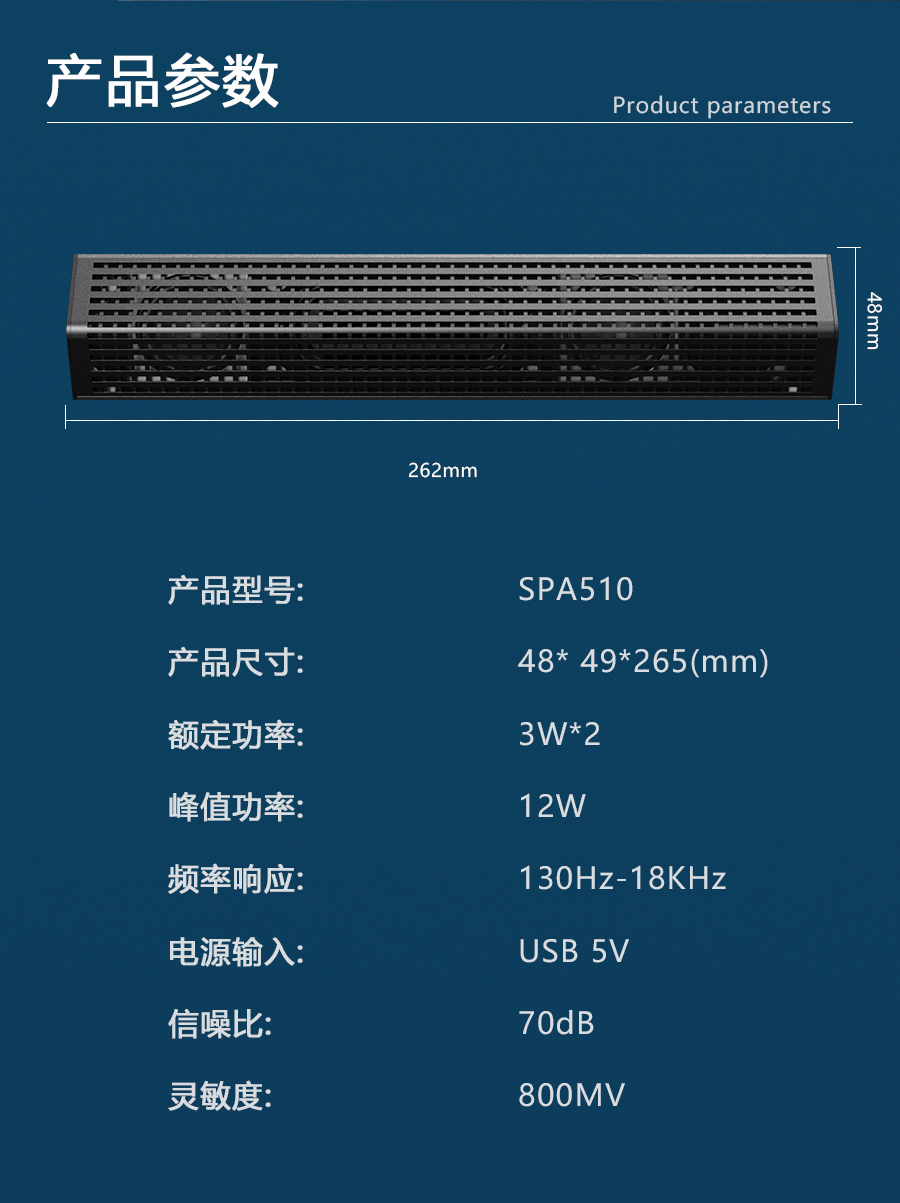 产品参数
Product parameters
48mm
262mm
产品型号: SPA510
产品尺寸: 48* 49*265(mm)
额定功率: 3W*2
峰值功率: 12W
频率响应: 130Hz-18KHz
电源输入: USB 5V
信噪比: 70dB
灵敏度: 800MV